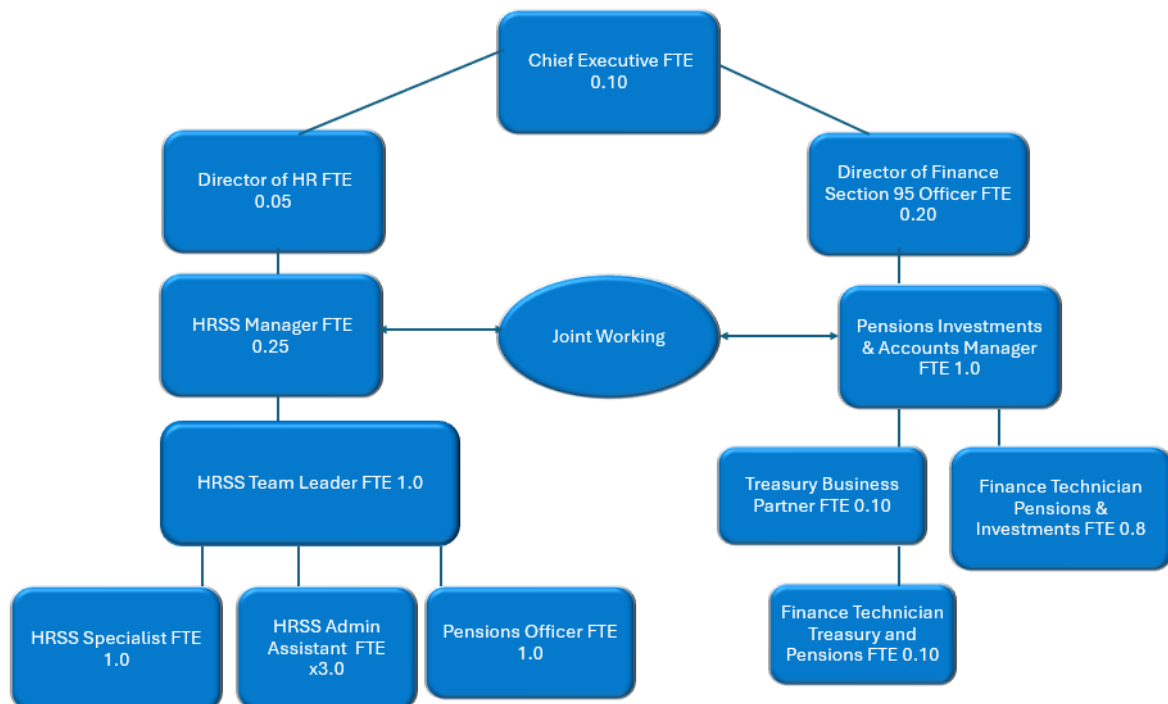 Chief Executive FTE
0.10
Director of HR FTE
0.05
Director of Finance
Section 95 Officer FTE
0.20
HRSS Manager FTE
0.25
Joint Working
Pensions Investments
& Accounts Manager
FTE 1.0
HRSS Team Leader FTE 1.0
Treasury Business
Partner FTE 0.10
Finance Technician
Pensions &
Investments FTE 0.8
HRSS Specialist FTE
1.0
HRSS Admin
Assistant FTE
x3.0
Pensions Officer FTE
1.0
Finance Technician
Treasury and
Pensions FTE 0.10